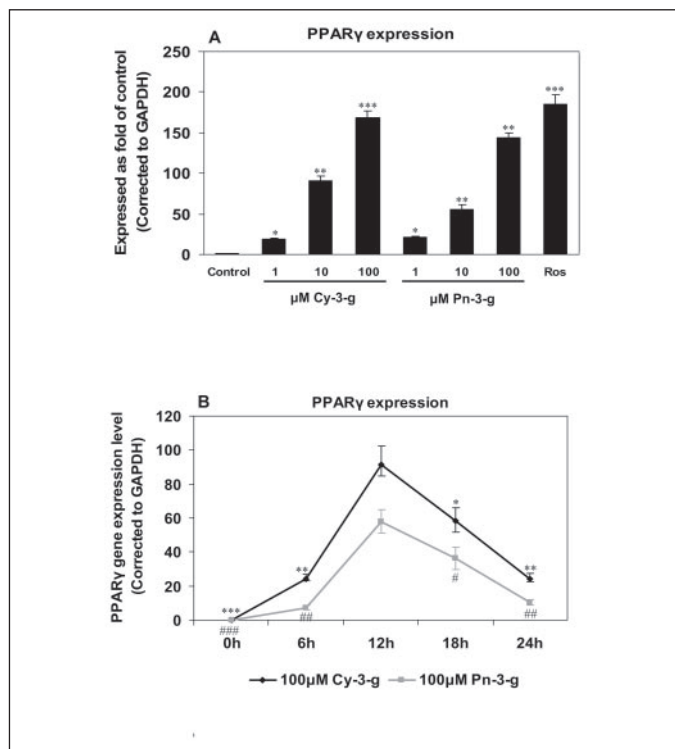 A PPARγ expression
Expressed as fold of control
(Corrected to GAPDH)
250
200
150
100
50
0
*
**
***
*
**
**
***
Control 1 10 100 1 10 100 Ros
µM Cy-3-g µM Pn-3-g
B PPARγ expression
PPARγ gene expression level
(Corrected to GAPDH)
120
100
80
60
40
20
0
***
###
**
##
*
#
**
##
0h 6h 12h 18h 24h
100µM Cy-3-g 100µM Pn-3-g